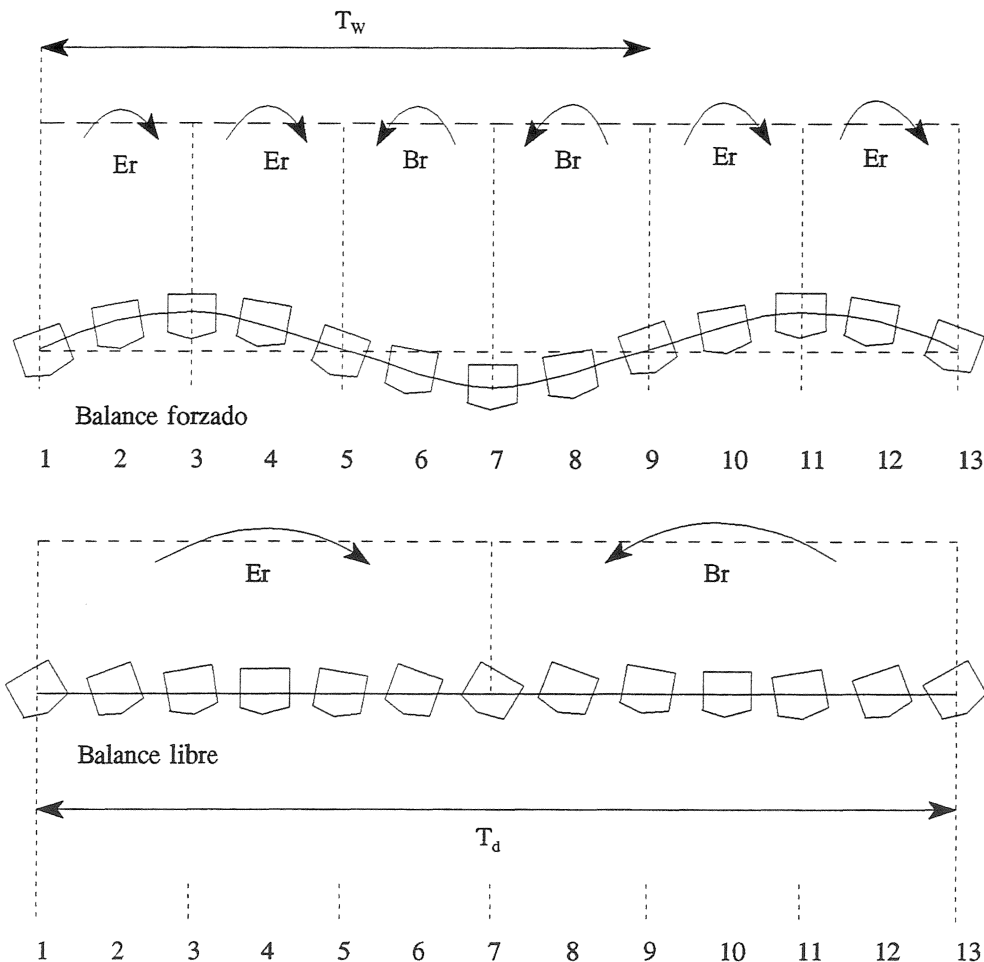 T_W
Er Er Br Br Er Er
Balance forzado
1 2 3 4 5 6 7 8 9 10 11 12 13
Er Br
Balance libre
T_d
1 2 3 4 5 6 7 8 9 10 11 12 13